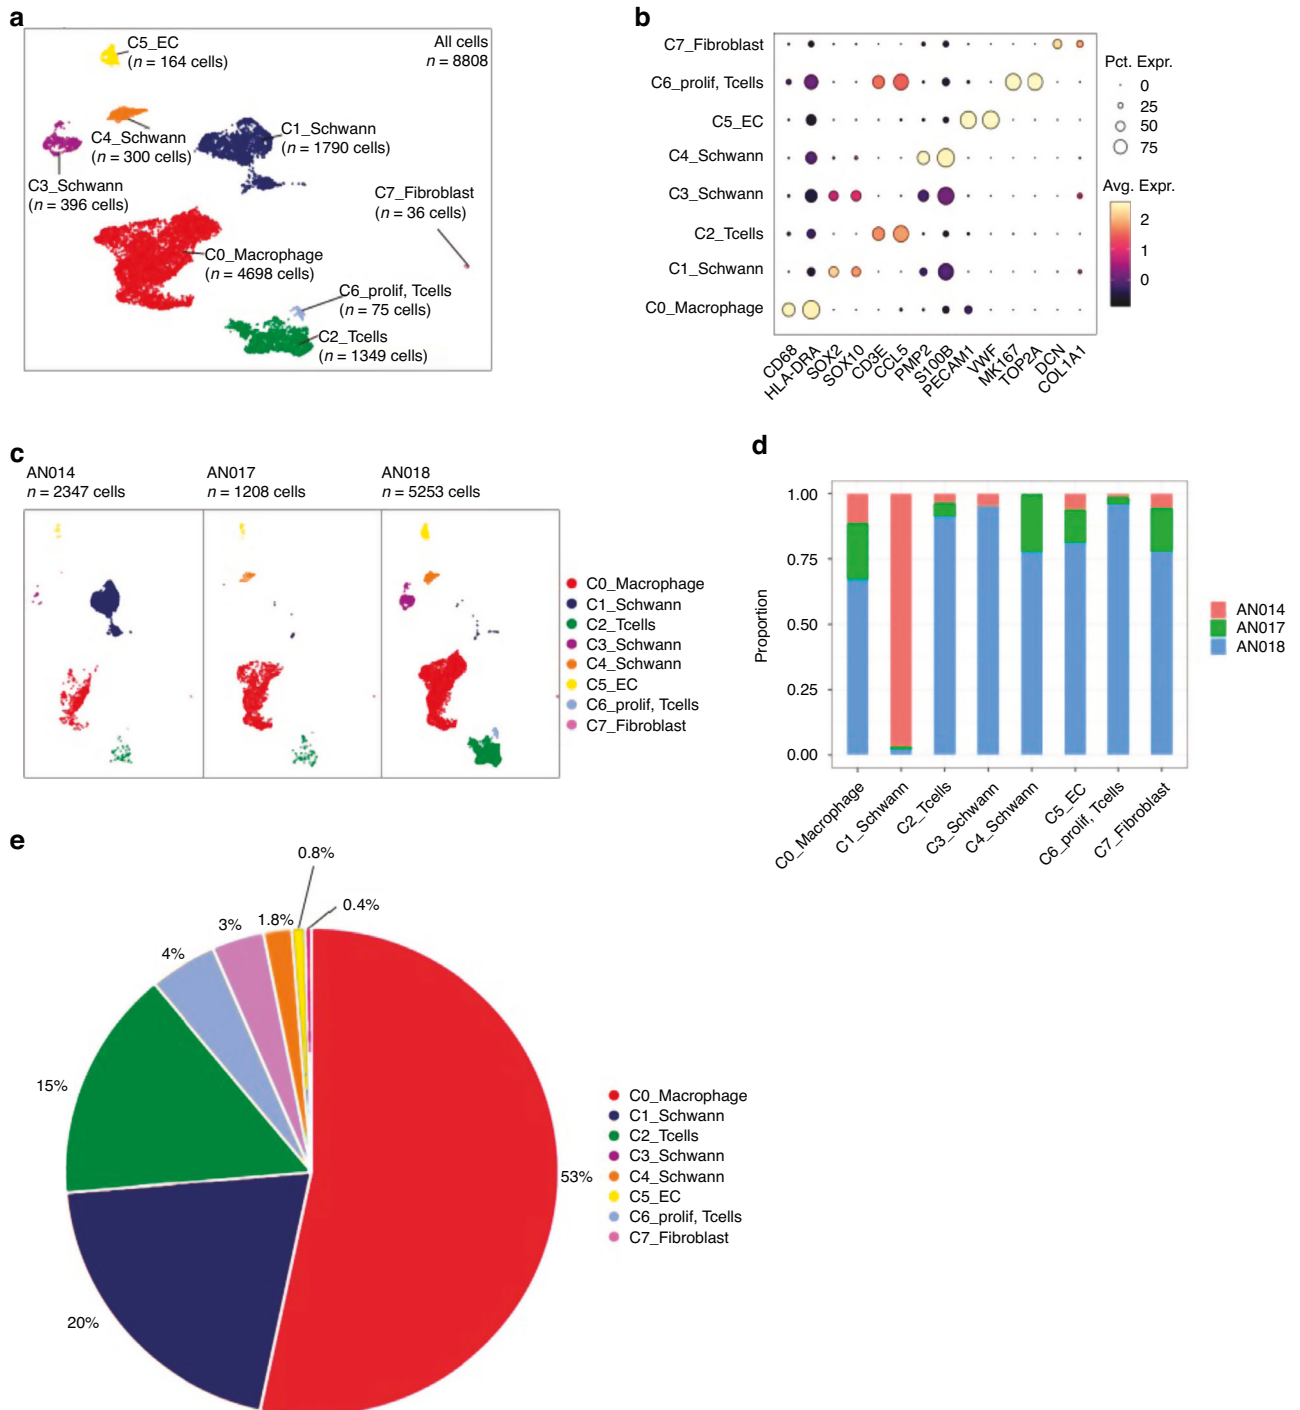 a
C5_EC
(n = 164 cells)
All cells
n = 8808
C4_Schwann
(n = 300 cells)
C1_Schwann
(n = 1790 cells)
C3_Schwann
(n = 396 cells)
C7_Fibroblast
(n = 36 cells)
C0_Macrophage
(n = 4698 cells)
C6_prolif, Tcells
(n = 75 cells)
C2_Tcells
(n = 1349 cells)
b
C7_Fibroblast
C6_prolif, Tcells
C5_EC
C4_Schwann
C3_Schwann
C2_Tcells
C1_Schwann
C0_Macrophage
CD68
HLA-DRA
SOX2
SOX10
CD3E
CCL5
PMP2
S100B
PECAM1
VWF
MK167
TOP2A
DCN
COL1A1
Pct. Expr.
0
25
50
75
Avg. Expr.
2
1
0
c
AN014
n = 2347 cells
AN017
n = 1208 cells
AN018
n = 5253 cells
C0_Macrophage
C1_Schwann
C2_Tcells
C3_Schwann
C4_Schwann
C5_EC
C6_prolif, Tcells
C7_Fibroblast
d
Proportion
1.00
0.75
0.50
0.25
0.00
C0_Macrophage
C1_Schwann
C2_Tcells
C3_Schwann
C4_Schwann
C5_EC
C6_prolif, Tcells
C7_Fibroblast
AN014
AN017
AN018
e
0.8%
0.4%
1.8%
3%
4%
15%
20%
53%
C0_Macrophage
C1_Schwann
C2_Tcells
C3_Schwann
C4_Schwann
C5_EC
C6_prolif, Tcells
C7_Fibroblast